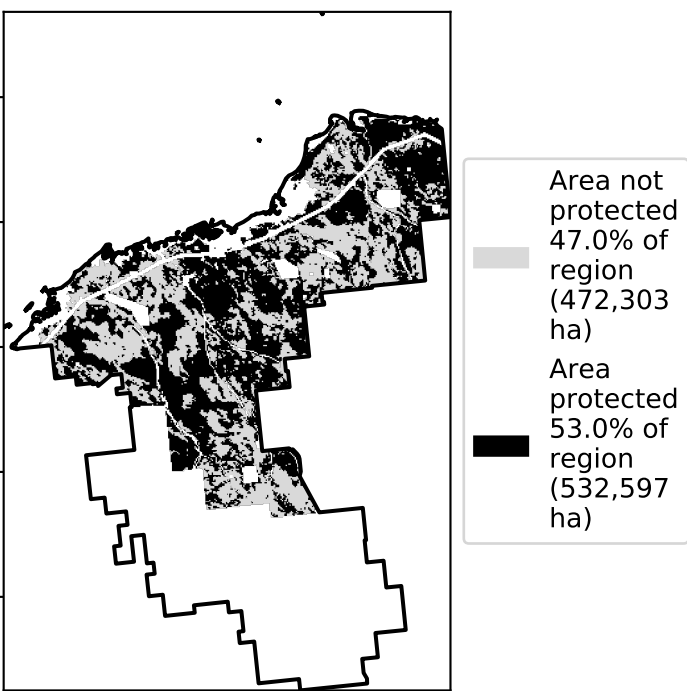 Area not
protected
47.0% of
region
(472,303
ha)
Area
protected
53.0% of
region
(532,597
ha)